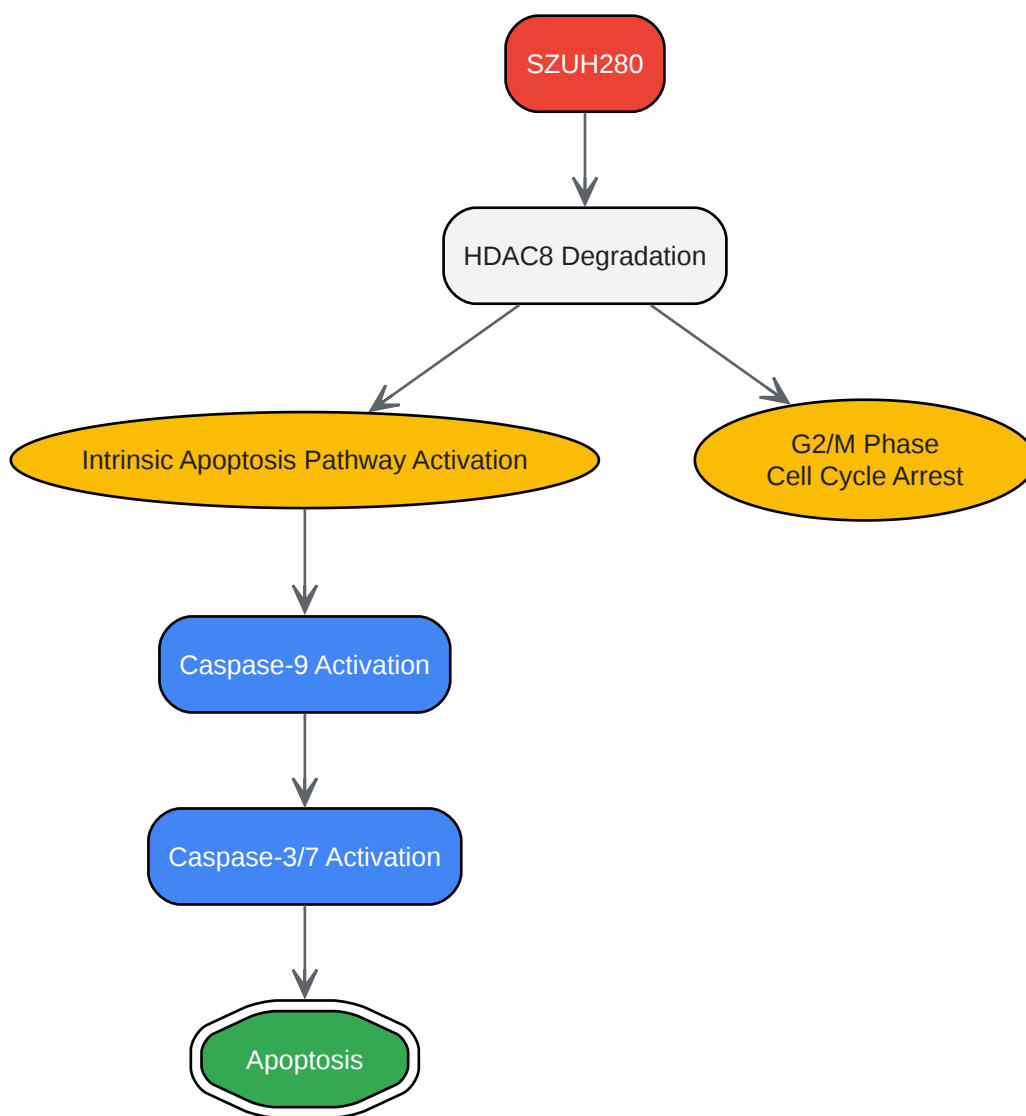 SZUH280
HDAC8 Degradation
Intrinsic Apoptosis Pathway Activation
G2/M Phase
Cell Cycle Arrest
Caspase-9 Activation
Caspase-3/7 Activation
Apoptosis